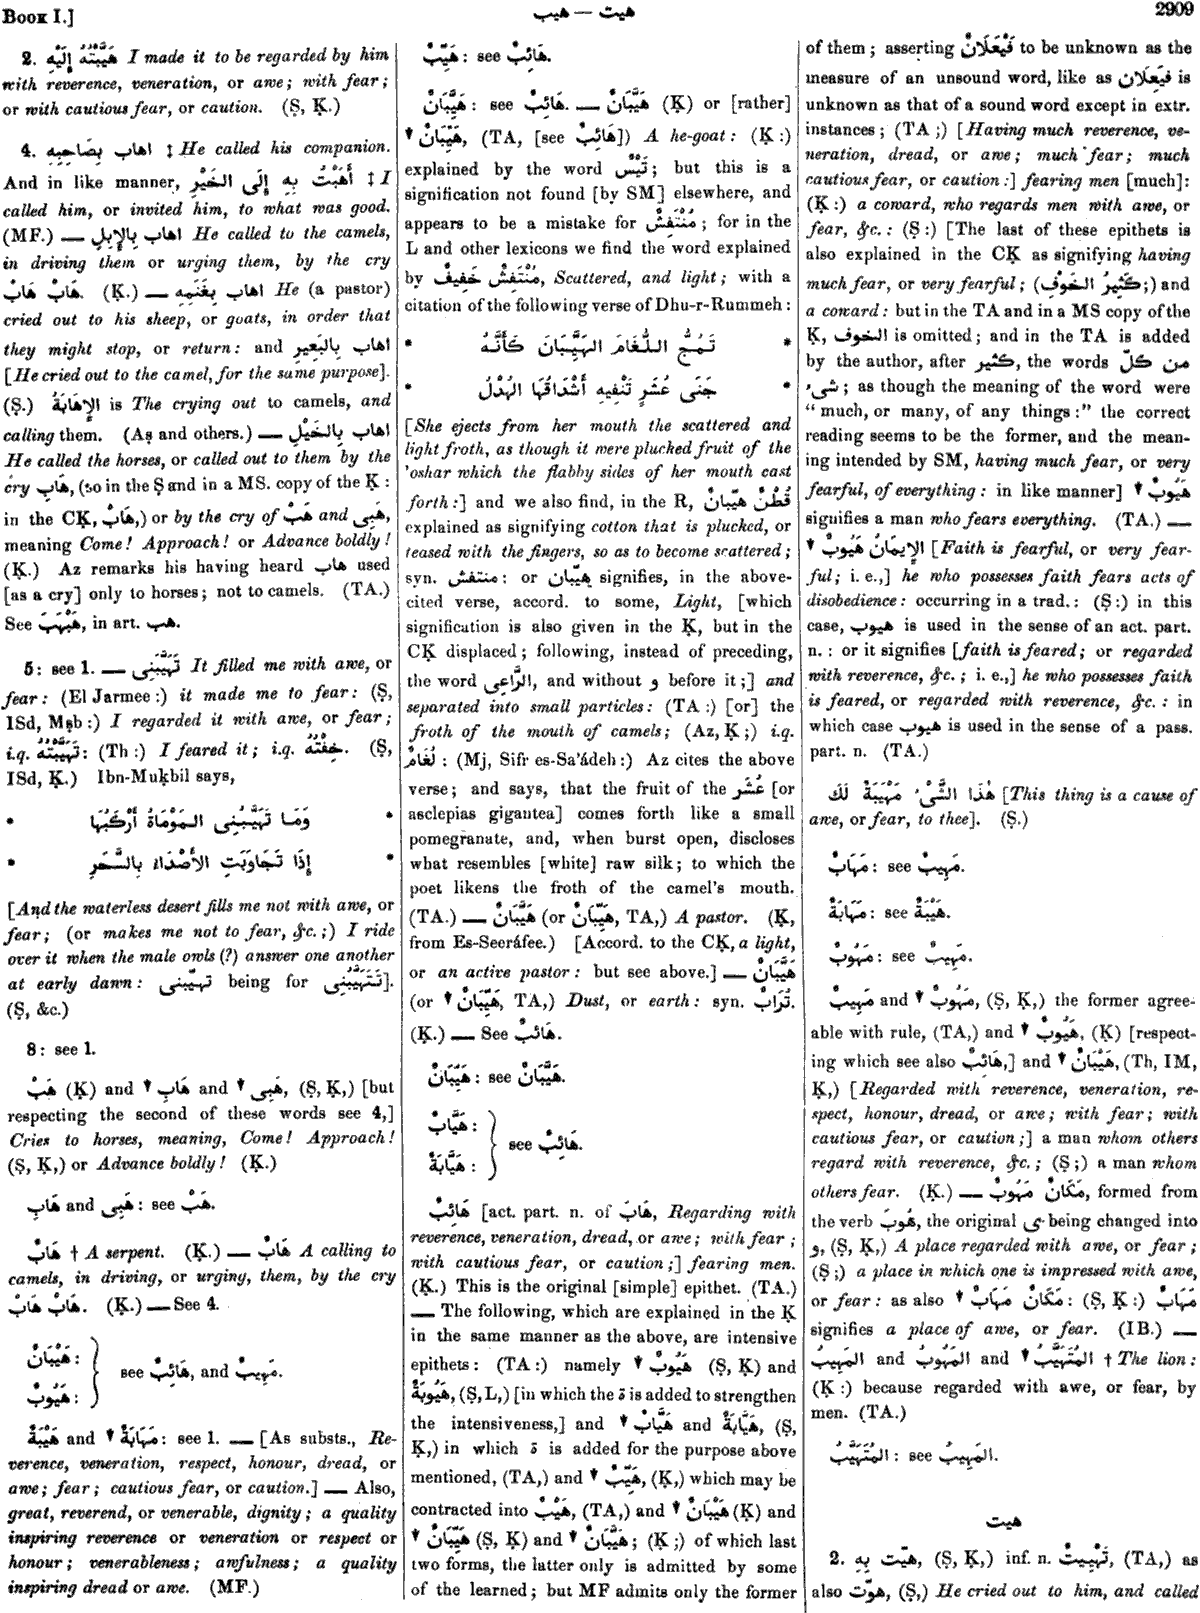 Book I.]
هيب — هيت
2909
2. هَيَّبْتُهُ إِلَيْهِ I made it to be regarded by him
with reverence, veneration, or awe; with fear;
or with cautious fear, or caution. (Ṣ, Ḳ.)
4. اهاب بِصَاحِبِهِ ‡ He called his companion.
And in like manner, أَهَبْتُ بِهِ إِلَى الخَيْرِ ‡ I
called him, or invited him, to what was good.
(MF.) — اهاب بِالإِبِلِ He called to the camels,
in driving them or urging them, by the cry
هَابْ هَابْ. (Ḳ.) — اهاب بِغَنَمِهِ He (a pastor)
cried out to his sheep, or goats, in order that
they might stop, or return: and اهاب بِالبَعِيرِ
[He cried out to the camel, for the same purpose].
(Ṣ.) الإِهَابَةُ is The crying out to camels, and
calling them. (Aṣ and others.) — اهاب بِالخَيْلِ
He called the horses, or called out to them by the
cry هَابِ, (so in the Ṣ and in a MS. copy of the Ḳ:
in the CḲ, هَابْ,) or by the cry of هَبْ and هَبِى,
meaning Come! Approach! or Advance boldly!
(Ḳ.) Az remarks his having heard هاب used
[as a cry] only to horses; not to camels. (TA.)
See هَبْهَبَ, in art. هب.
5: see 1. — تَهَيَّبَنِى It filled me with awe, or
fear: (El Jarmee:) it made me to fear: (Ṣ,
ISd, Mṣb:) I regarded it with awe, or fear;
i.q. تَهَيَّبْتُهُ: (Th:) I feared it; i.q. خِفْتُهُ. (Ṣ,
ISd, Ḳ.) Ibn-Muḳbil says,
* وَمَا تَهَيَّبُنِى المَوْمَاةُ أَرْكَبُهَا *
* إِذَا تَجَاوَبَتِ الأَصْدَاءُ بِالسَّحَرِ *
[And the waterless desert fills me not with awe, or
fear; (or makes me not to fear, &c.;) I ride
over it when the male owls (?) answer one another
at early dawn: تهيّبنى being for تَتَهَيَّبُنِى].
(Ṣ, &c.)
8: see 1.
هَبْ (Ḳ) and ▼ هَابِ and ▼ هَبِى, (Ṣ, Ḳ,) [but
respecting the second of these words see 4,]
Cries to horses, meaning, Come! Approach!
(Ṣ, Ḳ,) or Advance boldly! (Ḳ.)
هَابِ and هَبِى: see هَبْ.
هَابٌ † A serpent. (Ḳ.) — هَابٌ A calling to
camels, in driving, or urging, them, by the cry
هَابْ هَابْ. (Ḳ.) — See 4.
هَيْبَانٌ:
هَيُوبٌ: } see هَائِبٌ, and مَهِيبٌ.
هَيْبَةٌ and ▼ مَهَابَةٌ: see 1. — [As substs., Re-
verence, veneration, respect, honour, dread, or
awe; fear; cautious fear, or caution.] — Also,
great, reverend, or venerable, dignity; a quality
inspiring reverence or veneration or respect or
honour; venerableness; awfulness; a quality
inspiring dread or awe. (MF.)
هَيِّبٌ: see هَائِبٌ.
هَيَّبَانٌ: see هَائِبٌ. — هَيَّبَانٌ (Ḳ) or [rather]
▼ هَيِّبَانٌ, (TA, [see هَائِبٌ]) A he-goat: (Ḳ:)
explained by the word تَيْسٌ; but this is a
signification not found [by SM] elsewhere, and
appears to be a mistake for مُنْتَفِشٌ; for in the
L and other lexicons we find the word explained
by مُنْتَفِشٌ خَفِيفٌ, Scattered, and light; with a
citation of the following verse of Dhu-r-Rummeh:
* تَمُجُّ اللُّغَامَ الهَيَّبَانَ كَأَنَّهُ *
* جَنَى عُشَرٍ تَنْفِيهِ أَشْدَاقُهَا الهُدْلُ *
[She ejects from her mouth the scattered and
light froth, as though it were plucked fruit of the
'oshar which the flabby sides of her mouth cast
forth:] and we also find, in the R, قُطْنٌ هيّبانٌ
explained as signifying cotton that is plucked, or
teased with the fingers, so as to become scattered;
syn. منتفش: or هيّبان signifies, in the above-
cited verse, accord. to some, Light, [which
signification is also given in the Ḳ, but in the
CḲ displaced; following, instead of preceding,
the word الرَّاعِى, and without و before it;] and
separated into small particles: (TA:) [or] the
froth of the mouth of camels; (Az, Ḳ;) i.q.
لُغَامٌ: (Mj, Sifr es-Sa'ádeh:) Az cites the above
verse; and says, that the fruit of the عُشَر [or
asclepias gigantea] comes forth like a small
pomegranate, and, when burst open, discloses
what resembles [white] raw silk; to which the
poet likens the froth of the camel's mouth.
(TA.) — هَيَّبَانٌ (or هَيِّبَانٌ, TA,) A pastor. (Ḳ,
from Es-Seeráfee.) [Accord. to the CḲ, a light,
or an active pastor: but see above.] — هَيَّبَانٌ
(or ▼ هَيِّبَانٌ, TA,) Dust, or earth: syn. تُرَابٌ.
(Ḳ.) — See هَائِبٌ.
هَيِّبَانٌ: see هَيَّبَانٌ.
هَيَّابٌ:
هَيَّابَةٌ: } see هَائِبٌ.
هَائِبٌ [act. part. n. of هَابَ, Regarding with
reverence, veneration, dread, or awe; with fear;
with cautious fear, or caution;] fearing men.
(Ḳ.) This is the original [simple] epithet. (TA.)
— The following, which are explained in the Ḳ
in the same manner as the above, are intensive
epithets: (TA:) namely ▼ هَيُوبٌ (Ṣ, Ḳ) and
هَيُوبَةٌ, (Ṣ, L,) [in which the ة is added to strengthen
the intensiveness,] and ▼ هَيَّابٌ and هَيَّابَةٌ, (Ṣ,
Ḳ,) in which ة is added for the purpose above
mentioned, (TA,) and ▼ هَيِّبٌ, (Ḳ,) which may be
contracted into هَيْبٌ, (TA,) and ▼ هَيْبَانٌ (Ḳ) and
▼ هَيِّبَانٌ (Ṣ, Ḳ) and ▼ هَيَّبَانٌ; (Ḳ;) of which last
two forms, the latter only is admitted by some
of the learned; but MF admits only the former
of them; asserting فَيْعَلَانٌ to be unknown as the
measure of an unsound word, like as فيعِلان is
unknown as that of a sound word except in extr.
instances; (TA;) [Having much reverence, ve-
neration, dread, or awe; much fear; much
cautious fear, or caution:] fearing men [much]:
(Ḳ:) a coward, who regards men with awe, or
fear, &c.: (Ṣ:) [The last of these epithets is
also explained in the CḲ as signifying having
much fear, or very fearful; (كَثِيرُ الخَوْفِ;) and
a coward: but in the TA and in a MS copy of the
Ḳ, الخوف is omitted; and in the TA is added
by the author, after كثير, the words من كلّ
شىء; as though the meaning of the word were
"much, or many, of any things:" the correct
reading seems to be the former, and the mean-
ing intended by SM, having much fear, or very
fearful, of everything: in like manner] ▼ هَيُوبٌ
signifies a man who fears everything. (TA.) —
▼ الإِيمَانُ هَيُوبٌ [Faith is fearful, or very fear-
ful; i. e.,] he who possesses faith fears acts of
disobedience: occurring in a trad.: (Ṣ:) in this
case, هيوب is used in the sense of an act. part.
n.: or it signifies [faith is feared; or regarded
with reverence, &c.; i. e.,] he who possesses faith
is feared, or regarded with reverence, &c.: in
which case هيوب is used in the sense of a pass.
part. n. (TA.)
هٰذَا الشَّىْءُ مَهْيَبَةٌ لَكَ [This thing is a cause of
awe, or fear, to thee]. (Ṣ.)
مَهَابٌ: see مَهِيبٌ.
مَهَابَةٌ: see هَيْبَةٌ.
مَهُوبٌ: see مَهِيبٌ.
مَهِيبٌ and ▼ مَهُوبٌ, (Ṣ, Ḳ,) the former agree-
able with rule, (TA,) and ▼ هَيُوبٌ, (Ḳ) [respect-
ing which see also هَائِبٌ,] and ▼ هَيْبَانٌ, (Th, IM,
Ḳ,) [Regarded with reverence, veneration, re-
spect, honour, dread, or awe; with fear; with
cautious fear, or caution;] a man whom others
regard with reverence, &c.; (Ṣ;) a man whom
others fear. (Ḳ.) — مَكَانٌ مَهُوبٌ, formed from
the verb هُوبَ, the original ى being changed into
و, (Ṣ, Ḳ,) A place regarded with awe, or fear;
(Ṣ;) a place in which one is impressed with awe,
or fear: as also ▼ مَكَانٌ مَهَابٌ: (Ṣ, Ḳ:) مَهَابٌ
signifies a place of awe, or fear. (IB.) —
المَهِيبُ and المَهُوبُ and ▼ المُتَهَيَّبُ † The lion:
(Ḳ:) because regarded with awe, or fear, by
men. (TA.)
المُتَهَيَّبُ: see المَهِيبُ.
هيت
2. هيّت بِهِ, (Ṣ, Ḳ,) inf. n. تَهْيِيتٌ, (TA,) as
also هوّت, (Ṣ,) He cried out to him, and called